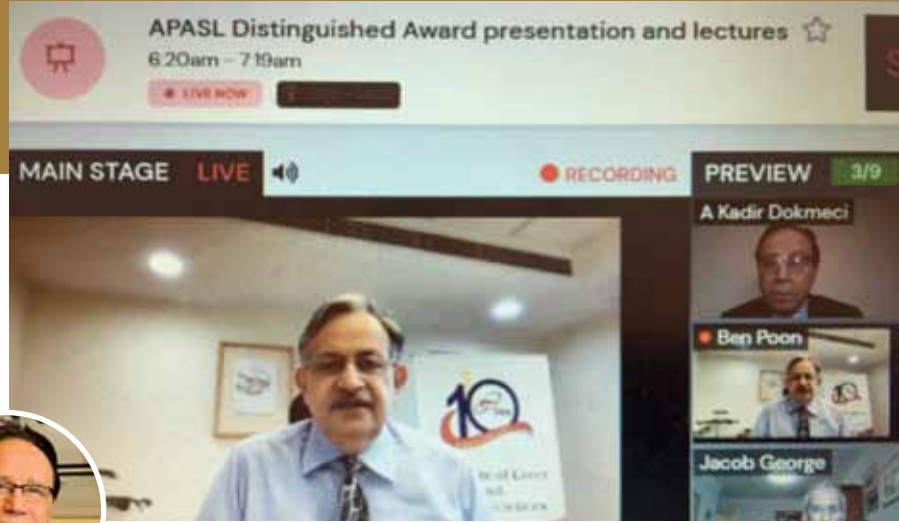 APASL Distinguished Award presentation and lectures
6:20am – 7:19am
LIVE NOW
MAIN STAGE LIVE
RECORDING
PREVIEW 3/9
A Kadir Dokmeci
Ben Poon
Jacob George
10